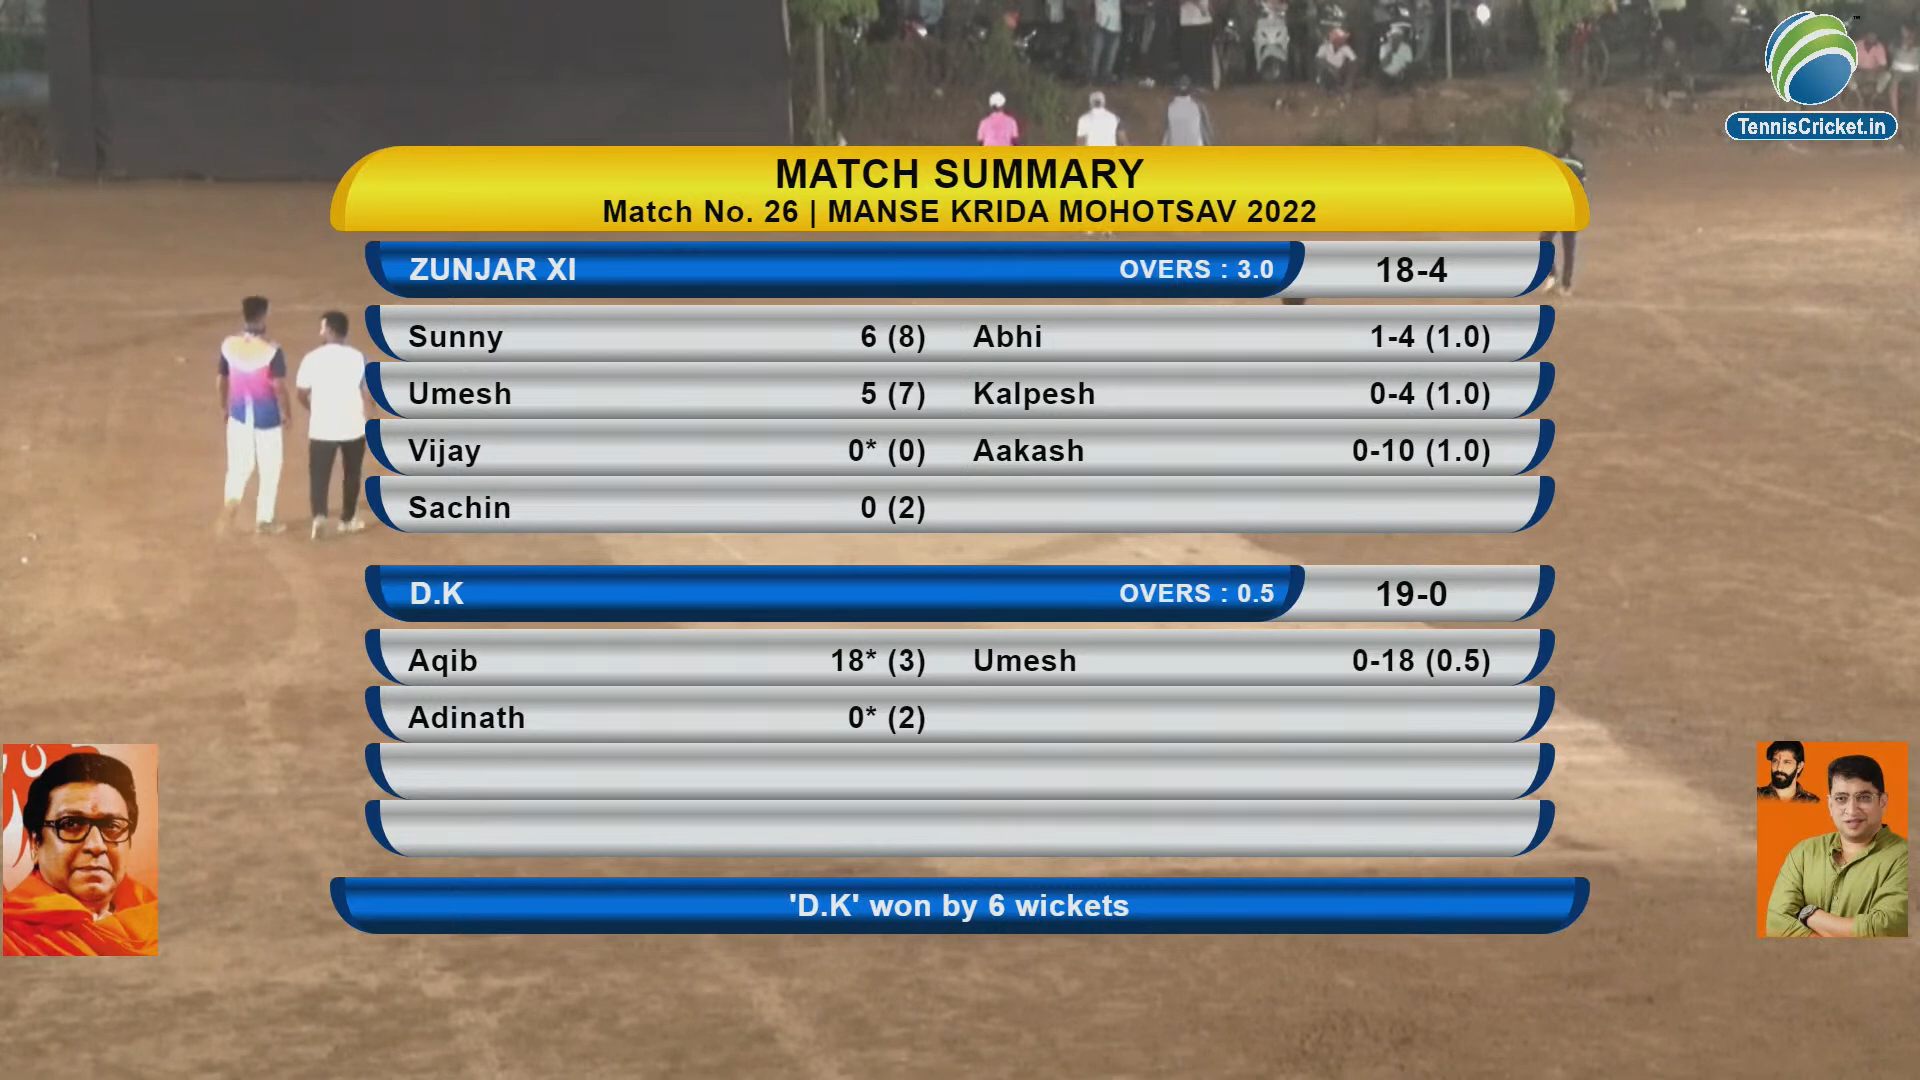 TennisCricket.in
MATCH SUMMARY
Match No. 26 | MANSE KRIDA MOHOTSAV 2022
ZUNJAR XI OVERS : 3.0 18-4
Sunny 6 (8) Abhi 1-4 (1.0)
Umesh 5 (7) Kalpesh 0-4 (1.0)
Vijay 0* (0) Aakash 0-10 (1.0)
Sachin 0 (2)
D.K OVERS : 0.5 19-0
Aqib 18* (3) Umesh 0-18 (0.5)
Adinath 0* (2)
'D.K' won by 6 wickets